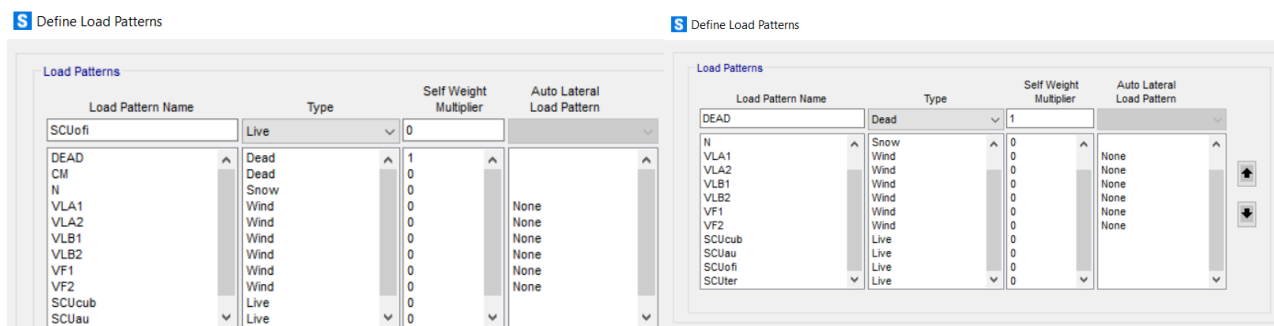 S Define Load Patterns
Load Patterns
Load Pattern Name Type Self Weight Multiplier Auto Lateral Load Pattern
SCUofi Live 0
DEAD Dead 1
CM Dead 0
N Snow 0
VLA1 Wind 0 None
VLA2 Wind 0 None
VLB1 Wind 0 None
VLB2 Wind 0 None
VF1 Wind 0 None
VF2 Wind 0 None
SCUcub Live 0
SCUau Live 0
S Define Load Patterns
Load Patterns
Load Pattern Name Type Self Weight Multiplier Auto Lateral Load Pattern
DEAD Dead 1
N Snow 0
VLA1 Wind 0 None
VLA2 Wind 0 None
VLB1 Wind 0 None
VLB2 Wind 0 None
VF1 Wind 0 None
VF2 Wind 0 None
SCUcub Live 0
SCUau Live 0
SCUofi Live 0
SCUter Live 0